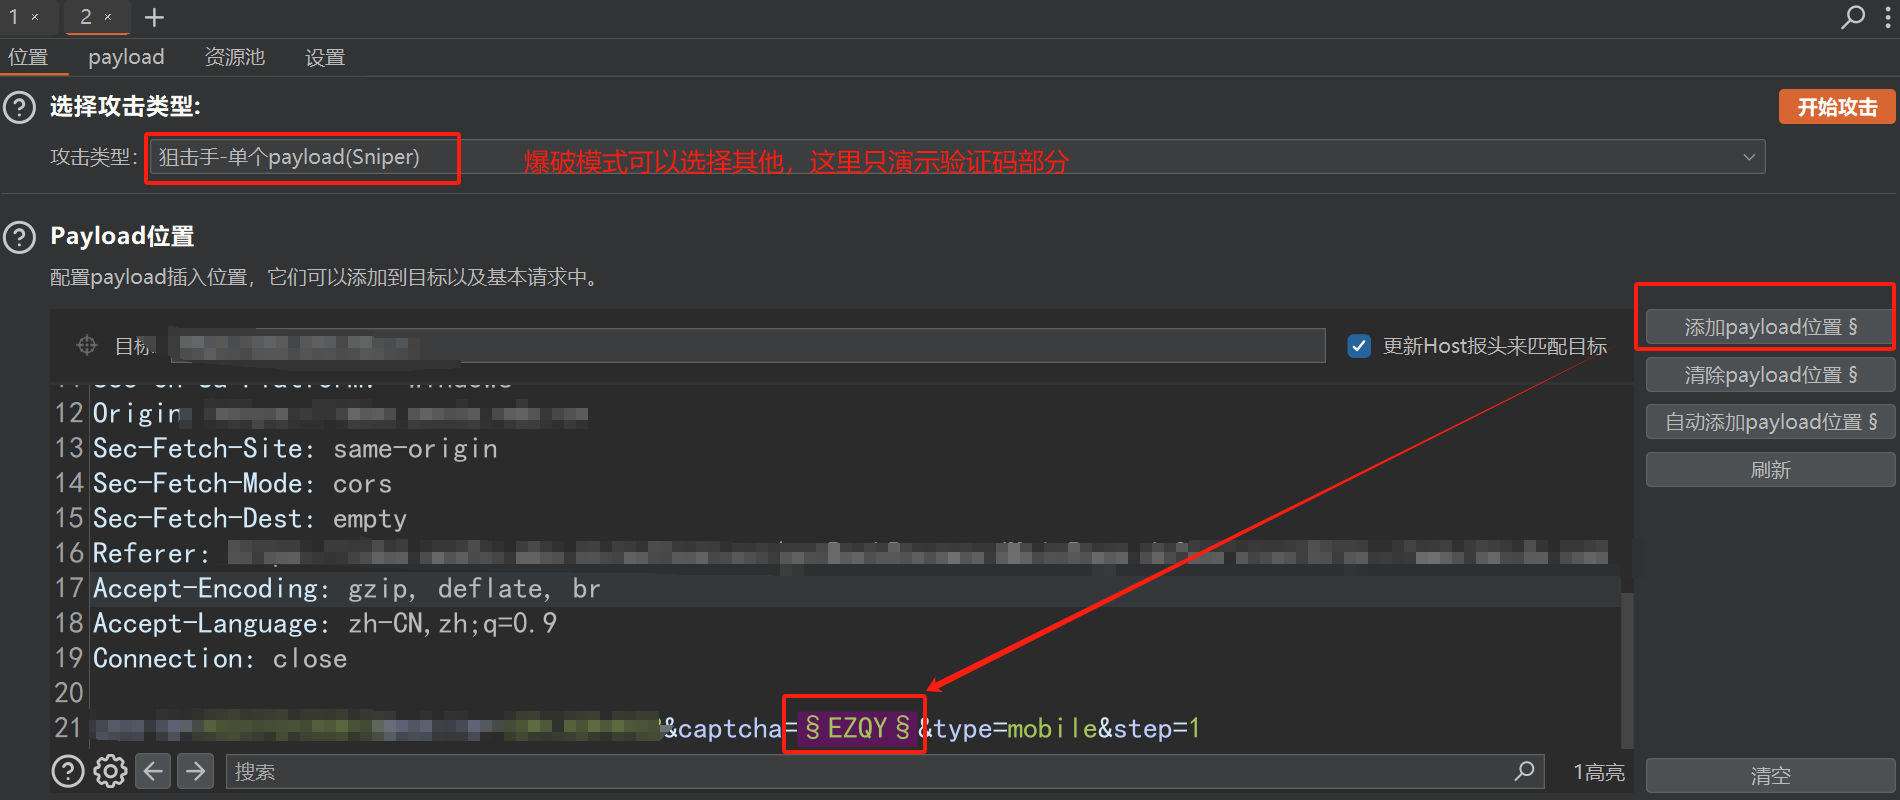 1 × 2 × +
位置 payload 资源池 设置
选择攻击类型:
开始攻击
攻击类型: 狙击手-单个payload(Sniper) 爆破模式可以选择其他，这里只演示验证码部分
Payload位置
配置payload插入位置，它们可以添加到目标以及基本请求中。
添加payload位置 §
更新Host报头来匹配目标
清除payload位置 §
12 Origin
自动添加payload位置 §
13 Sec-Fetch-Site: same-origin
刷新
14 Sec-Fetch-Mode: cors
15 Sec-Fetch-Dest: empty
16 Referer:
17 Accept-Encoding: gzip, deflate, br
18 Accept-Language: zh-CN,zh;q=0.9
19 Connection: close
20
21 &captcha=§EZQY§&type=mobile&step=1
搜索 1高亮 清空